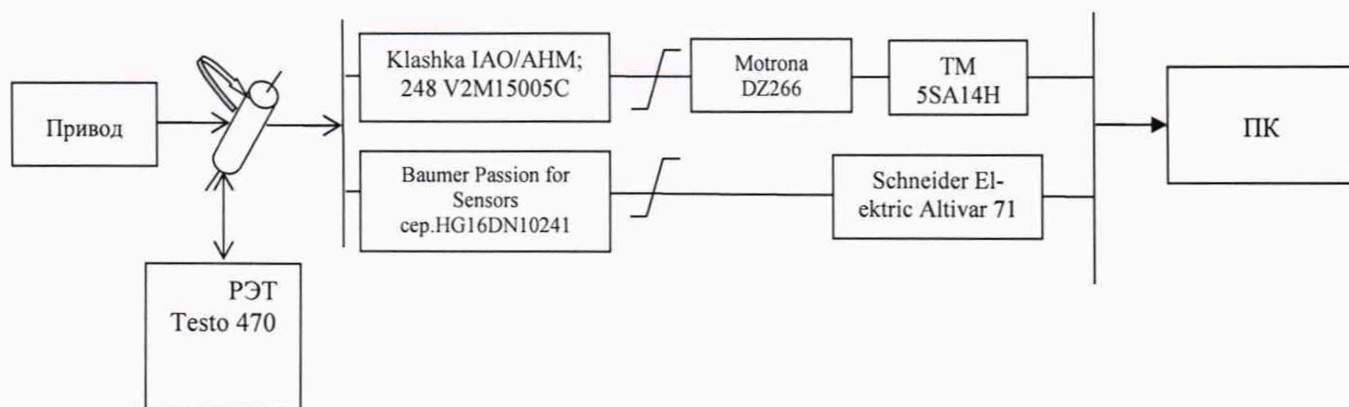 Привод
РЭТ
Testo 470
Klashka IAO/AHM;
248 V2M15005C
Motrona
DZ266
TM
5SA14H
Baumer Passion for
Sensors
сер.HG16DN10241
Schneider El-
ektric Altivar 71
ПК